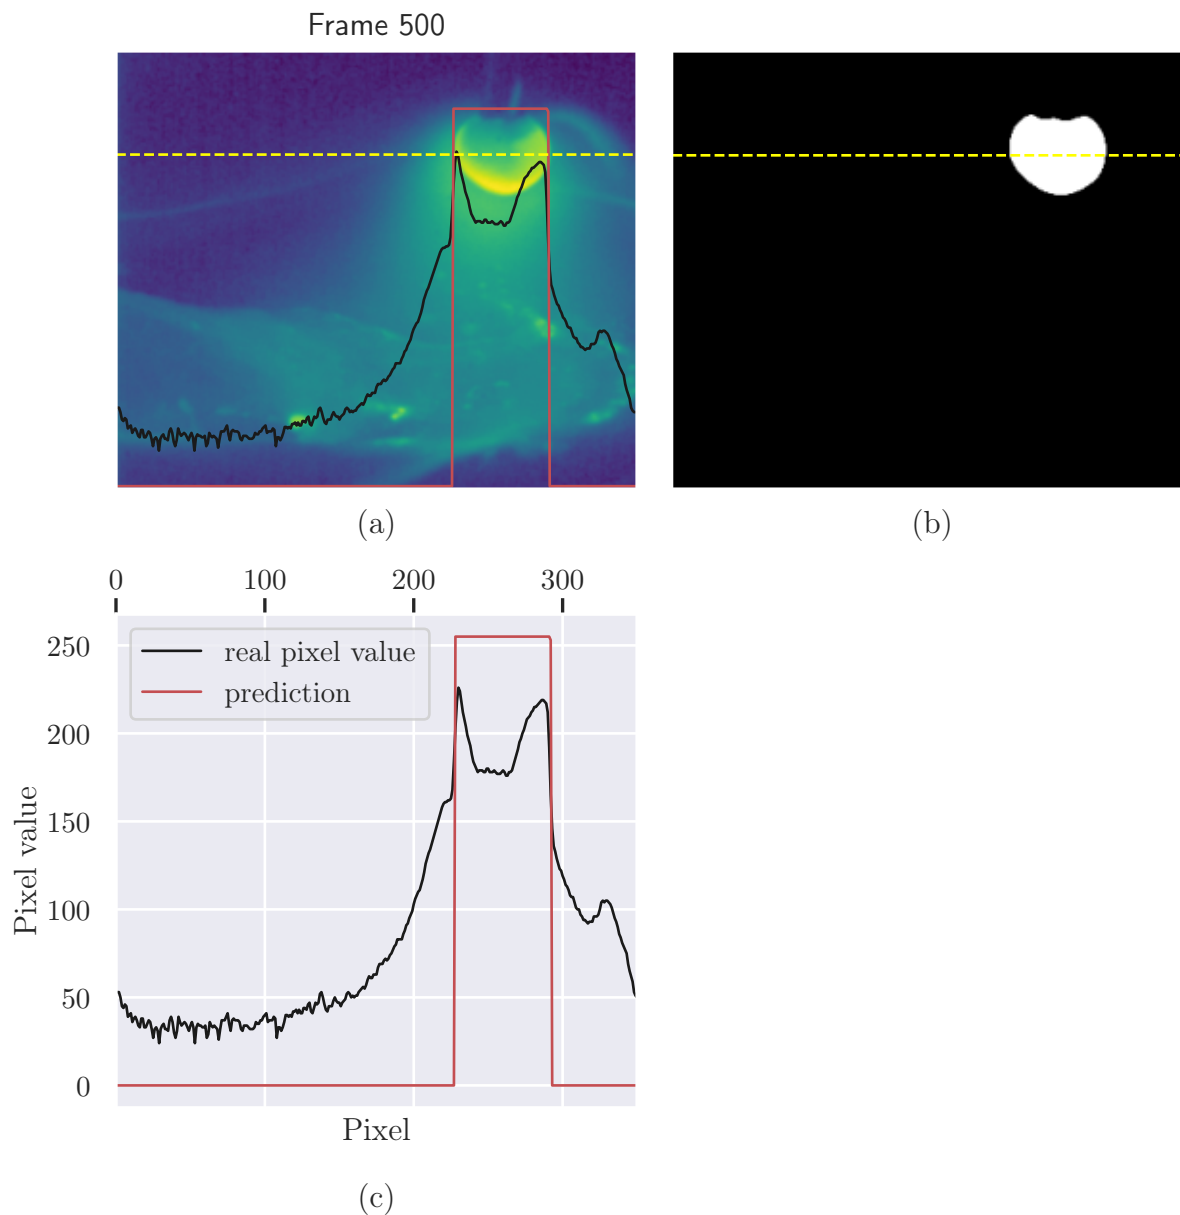 Frame 500
(a)
(b)
0 100 200 300
250
200
150
100
50
0
real pixel value
prediction
Pixel value
Pixel
(c)